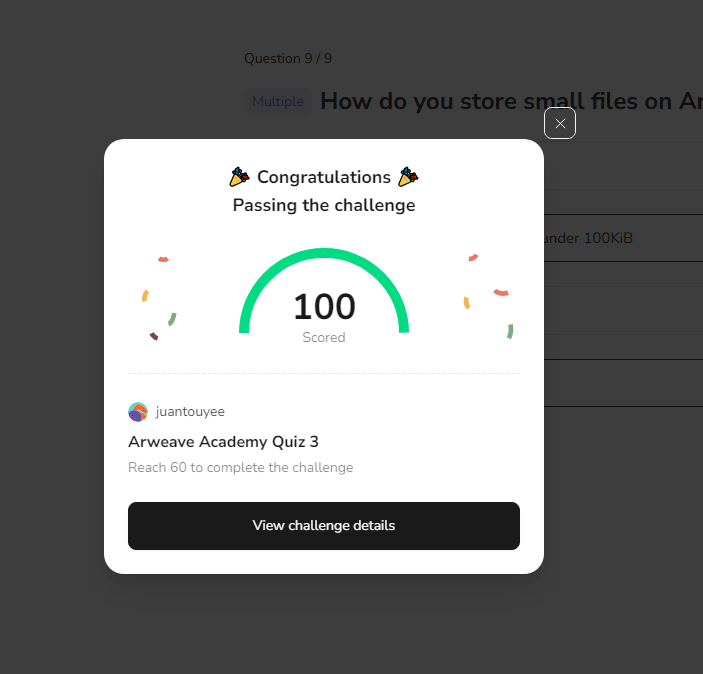 Question 9 / 9
Multiple How do you store small files on Ar
under 100KiB
Congratulations
Passing the challenge
100
Scored
juantouyee
Arweave Academy Quiz 3
Reach 60 to complete the challenge
View challenge details